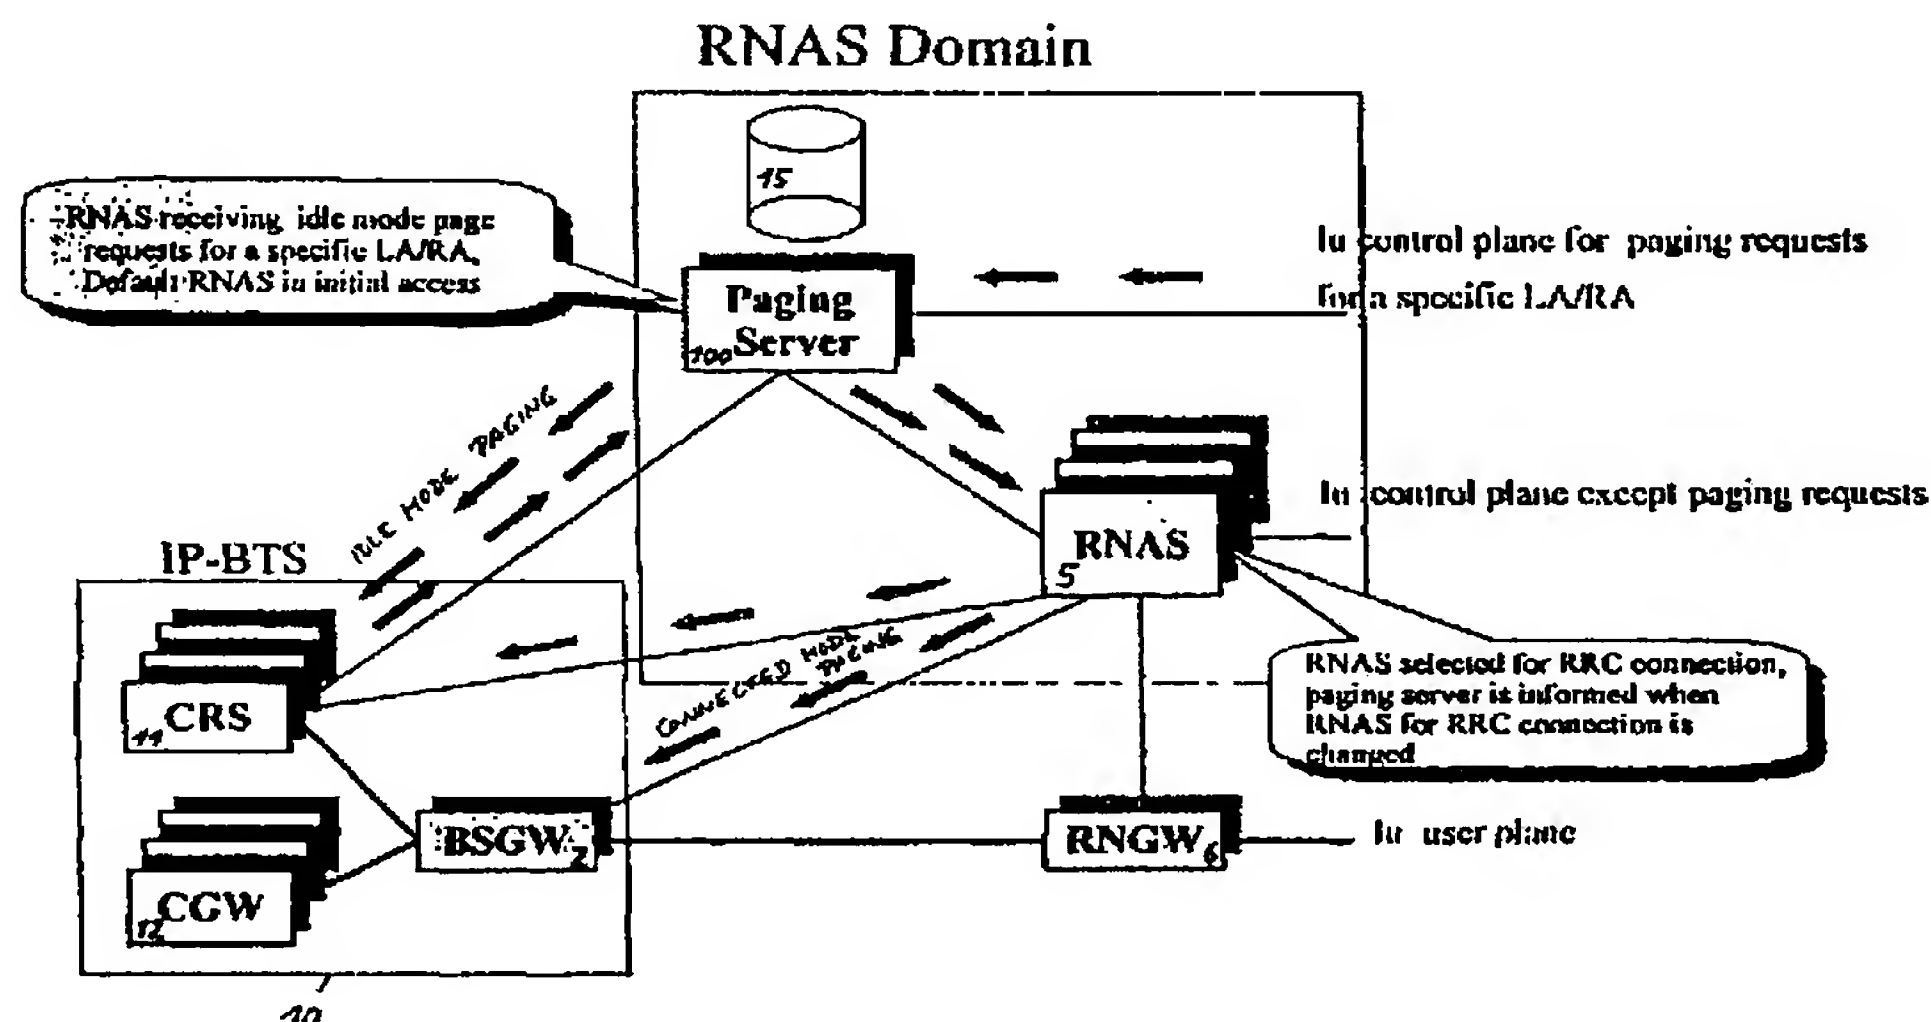 RNAS Domain
15
RNAS receiving idle mode page
requests for a specific LA/RA,
Default RNAS in initial access
Iu control plane for paging requests
for a specific LA/RA
Paging
Server
100
IDLE MODE PAGING
Iu control plane except paging requests
RNAS
5
IP-BTS
CONNECTED MODE
PAGING
RNAS selected for RRC connection,
paging server is informed when
RNAS for RRC connection is
changed
CRS
11
BSGW
2
RNGW
6
Iu user plane
CGW
12
10